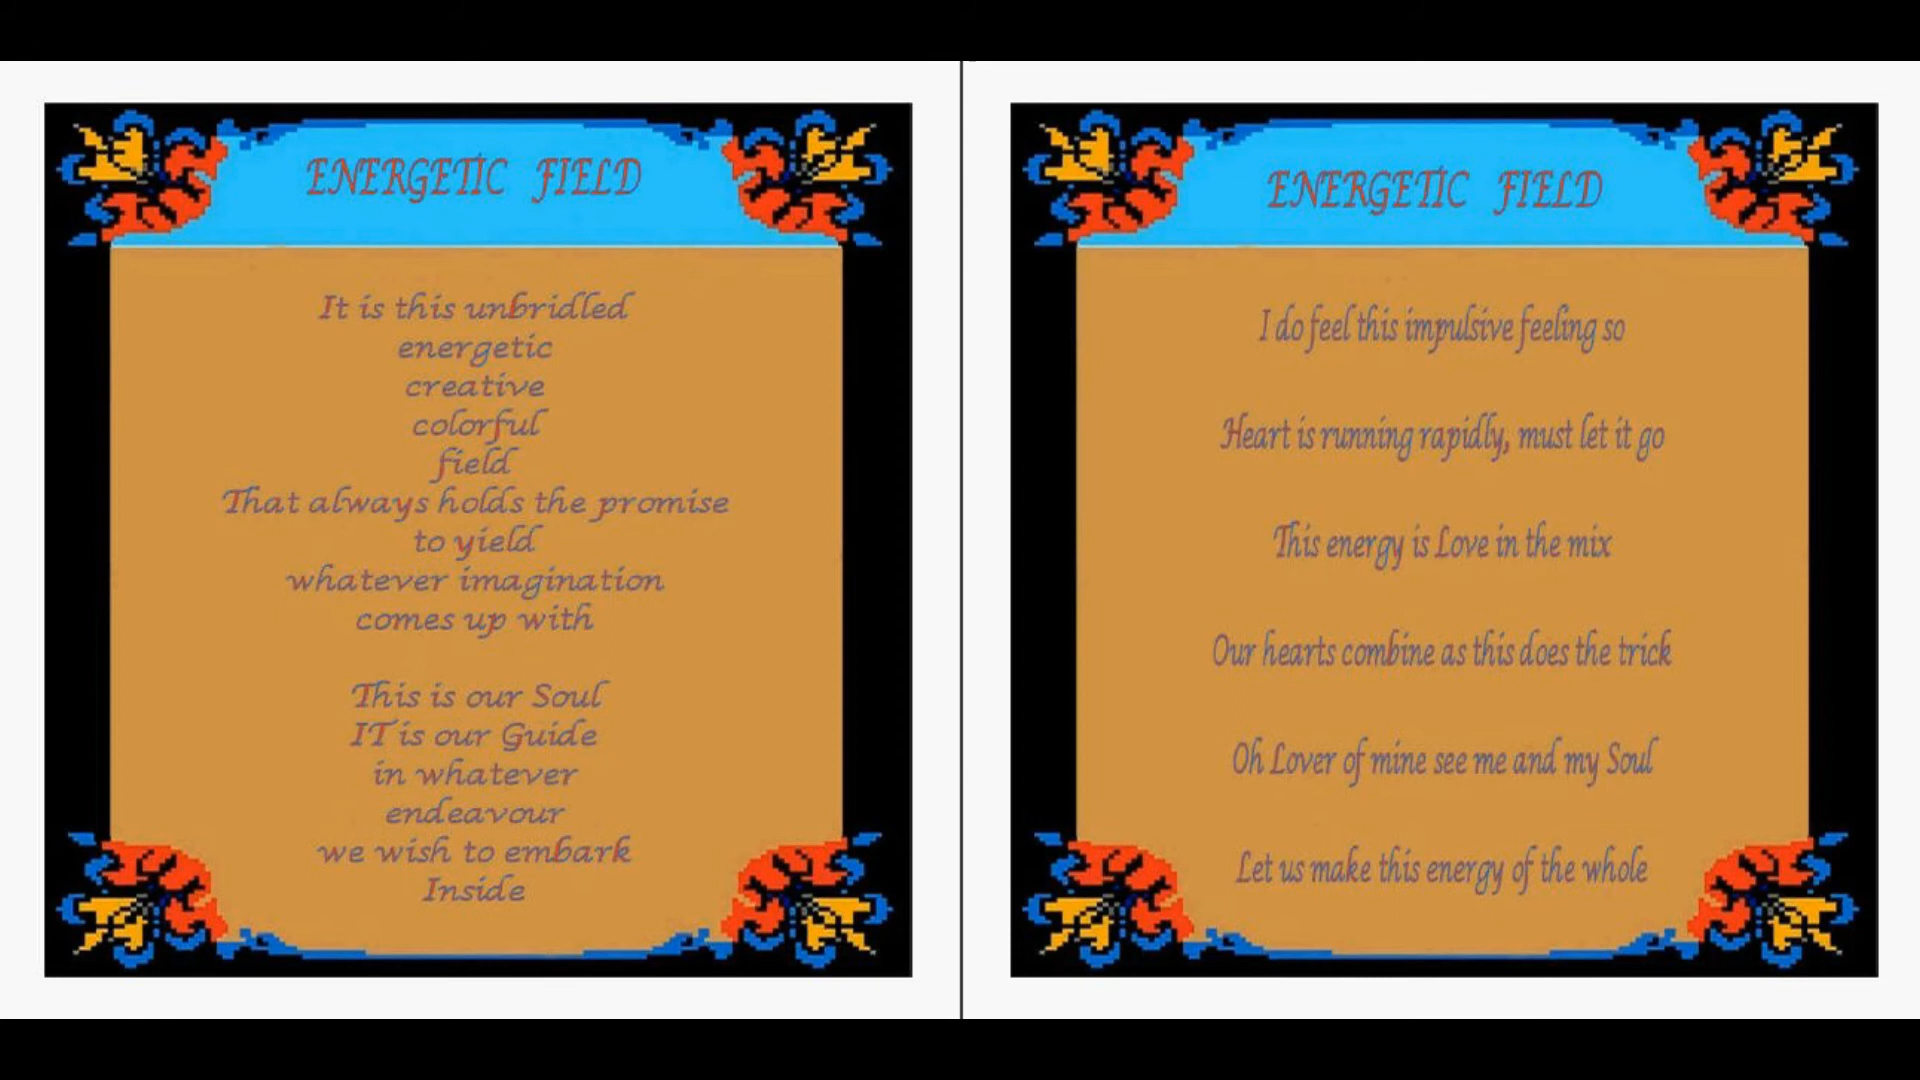 ENERGETIC FIELD
It is this unbridled
energetic
creative
colorful
field
That always holds the promise
to yield
whatever imagination
comes up with
This is our Soul
IT is our Guide
in whatever
endeavour
we wish to embark
Inside
ENERGETIC FIELD
I do feel this impulsive feeling so
Heart is running rapidly, must let it go
This energy is Love in the mix
Our hearts combine as this does the trick
Oh Lover of mine see me and my Soul
Let us make this energy of the whole